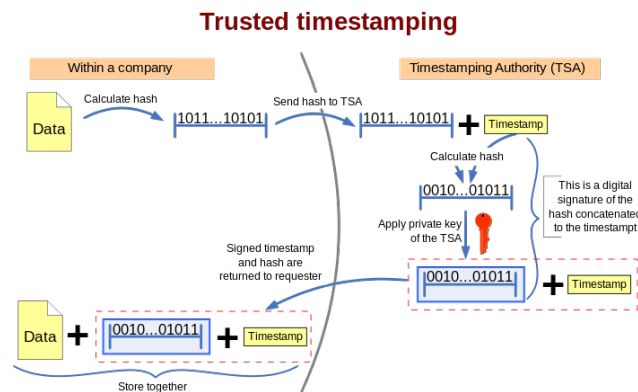 Trusted timestamping
Within a company
Timestamping Authority (TSA)
Data
Calculate hash
1011...10101
Send hash to TSA
1011...10101
+
Timestamp
Calculate hash
0010...01011
This is a digital
signature of the
hash concatenated
to the timestampt
Apply private key
of the TSA
Signed timestamp
and hash are
returned to requester
0010...01011
+
Timestamp
Data
+
0010...01011
+
Timestamp
Store together